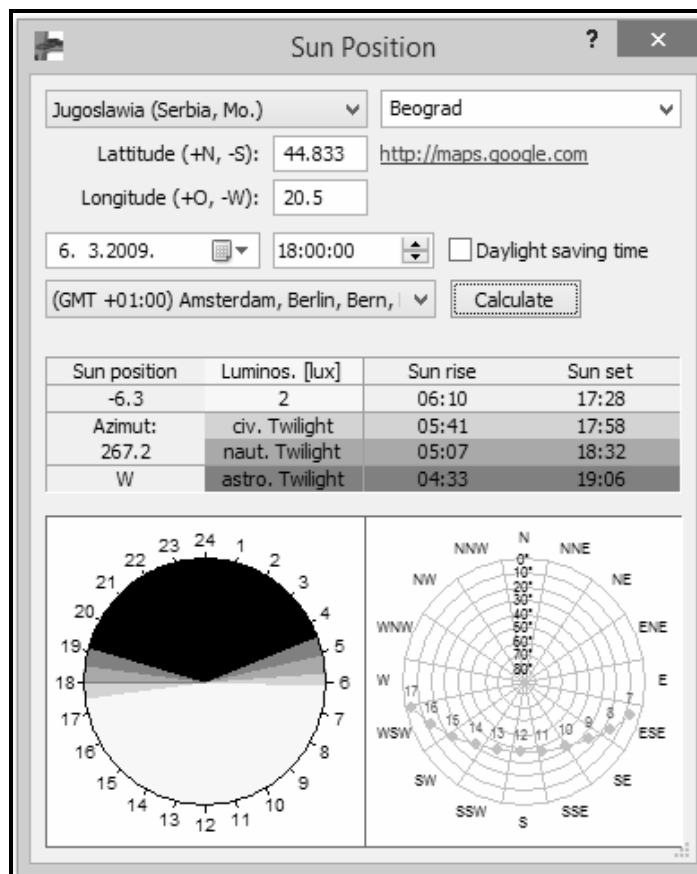 Sun Position ? ×
Jugoslawia (Serbia, Mo.) Beograd
Lattitude (+N, -S): 44.833 http://maps.google.com
Longitude (+O, -W): 20.5
6. 3.2009. 18:00:00 Daylight saving time
(GMT +01:00) Amsterdam, Berlin, Bern, Calculate
Sun position Luminos. [lux] Sun rise Sun set
-6.3 2 06:10 17:28
Azimut: civ. Twilight 05:41 17:58
267.2 naut. Twilight 05:07 18:32
W astro. Twilight 04:33 19:06
24
23 1
22 2
21 3
20 4
19 5
18 6
17 7
16 8
15 9
14 10
13 12 11
N
NNW NNE
NW NE
WNW ENE
W E
WSW ESE
SW SE
SSW SSE
S
0°
10°
20°
30°
40°
50°
60°
70°
80°
17 16 15 14 13 12 11 10 9 8 7